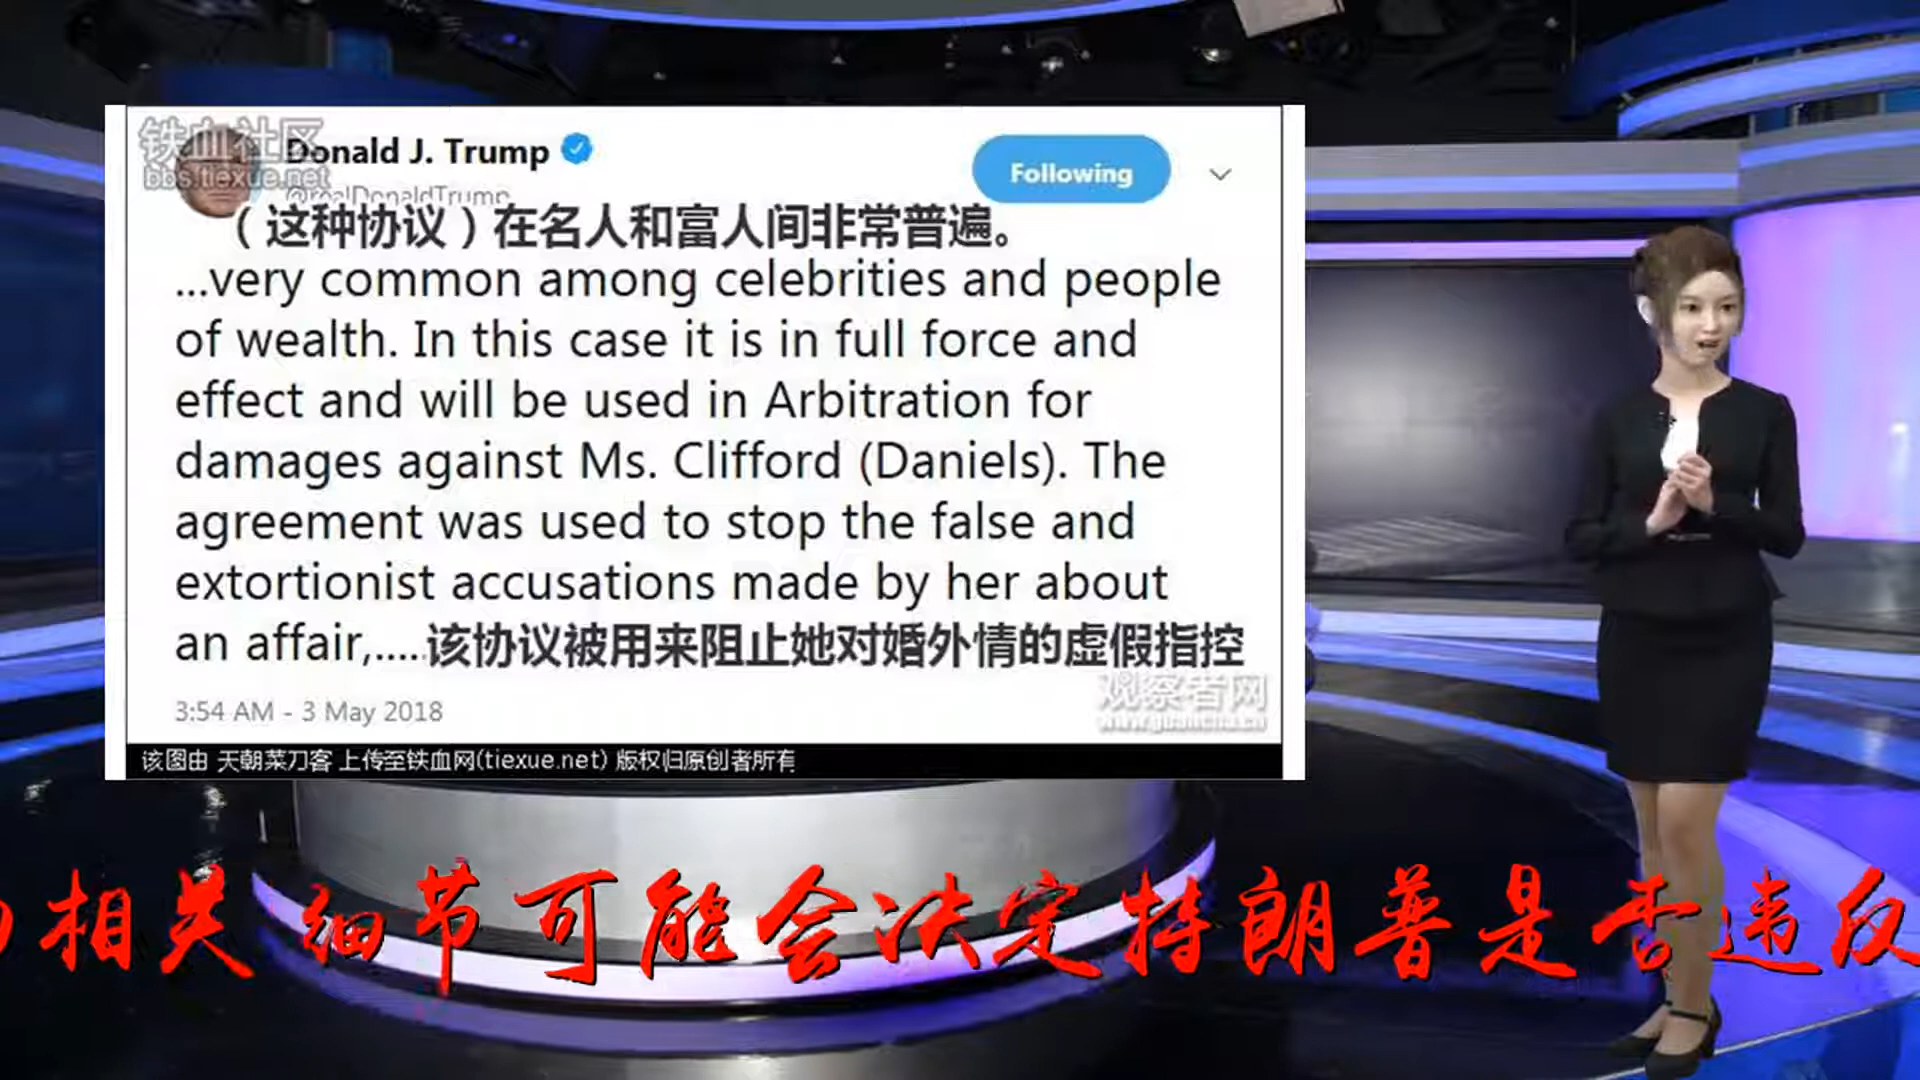 铁血社区
bbs.tiexue.net
Donald J. Trump
@realDonaldTrump
Following
（这种协议）在名人和富人间非常普遍。
...very common among celebrities and people
of wealth. In this case it is in full force and
effect and will be used in Arbitration for
damages against Ms. Clifford (Daniels). The
agreement was used to stop the false and
extortionist accusations made by her about
an affair,.....该协议被用来阻止她对婚外情的虚假指控
3:54 AM - 3 May 2018
观察者网
www.guancha.cn
该图由 天朝菜刀客 上传至铁血网(tiexue.net) 版权归原创者所有
相关细节可能会决定特朗普是否违反